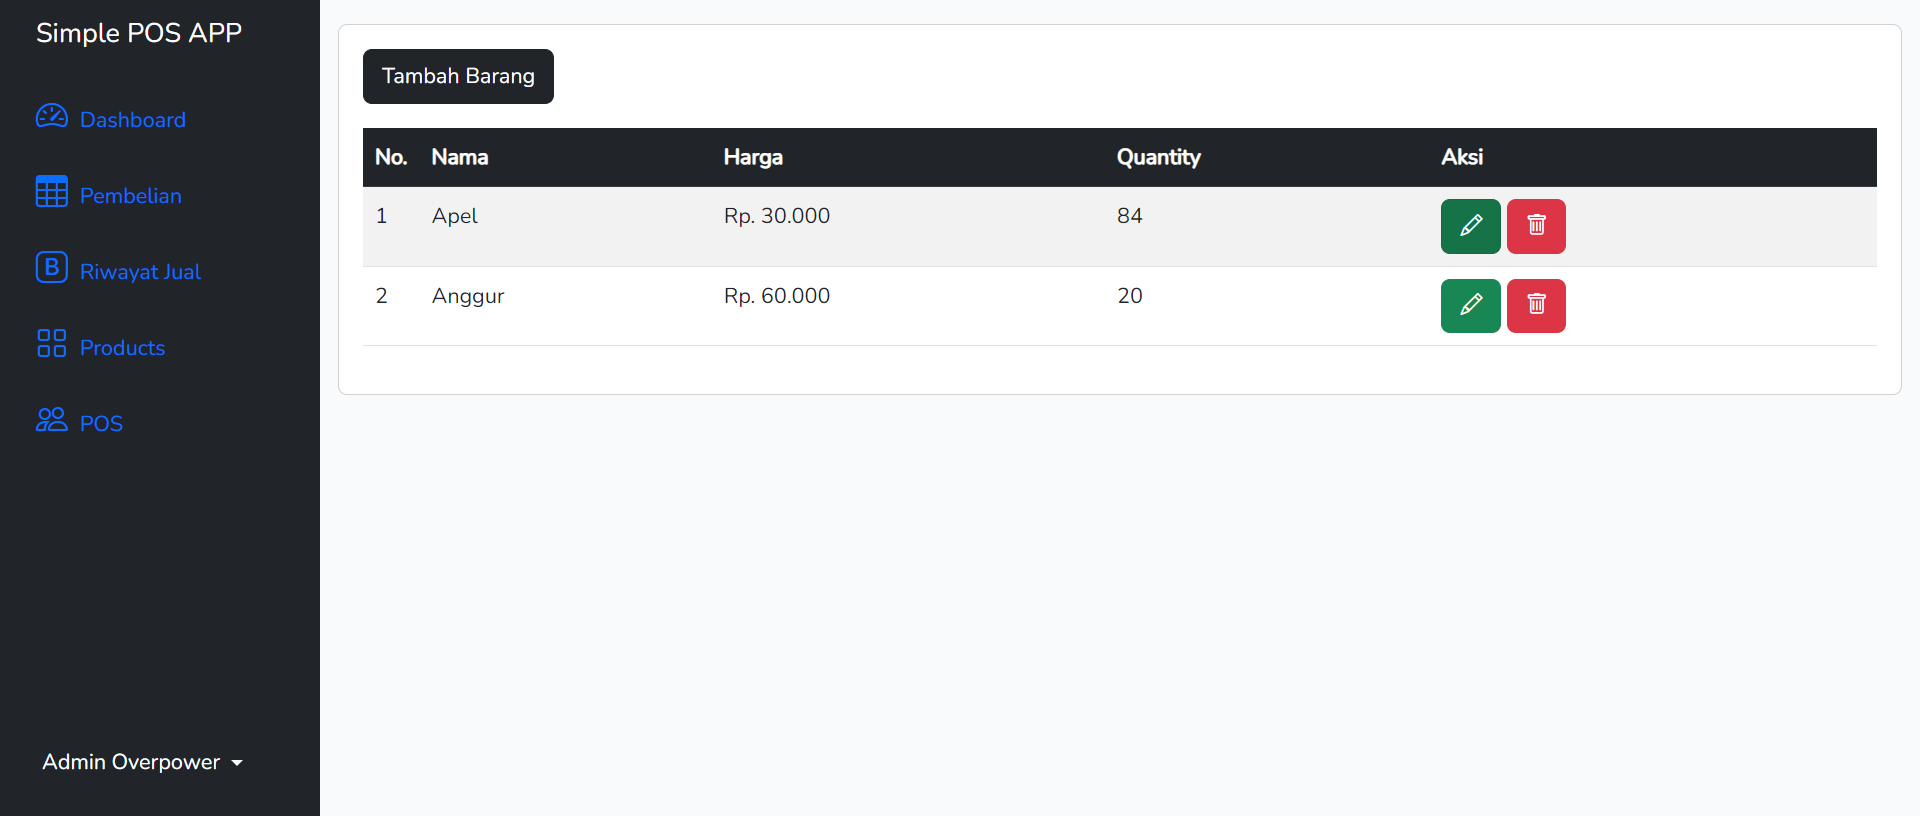 Simple POS APP
Dashboard
Pembelian
Riwayat Jual
Products
POS
Admin Overpower
Tambah Barang
No. Nama Harga Quantity Aksi
1 Apel Rp. 30.000 84
2 Anggur Rp. 60.000 20